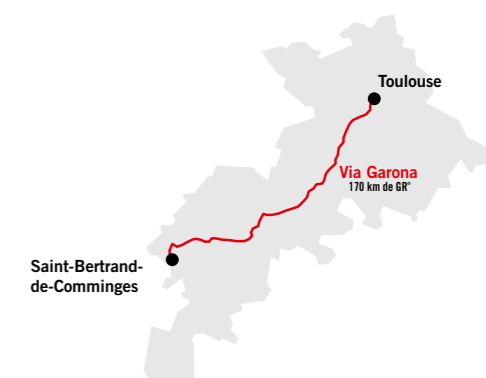 Toulouse
Via Garona
170 km de GR®
Saint-Bertrand-
de-Comminges